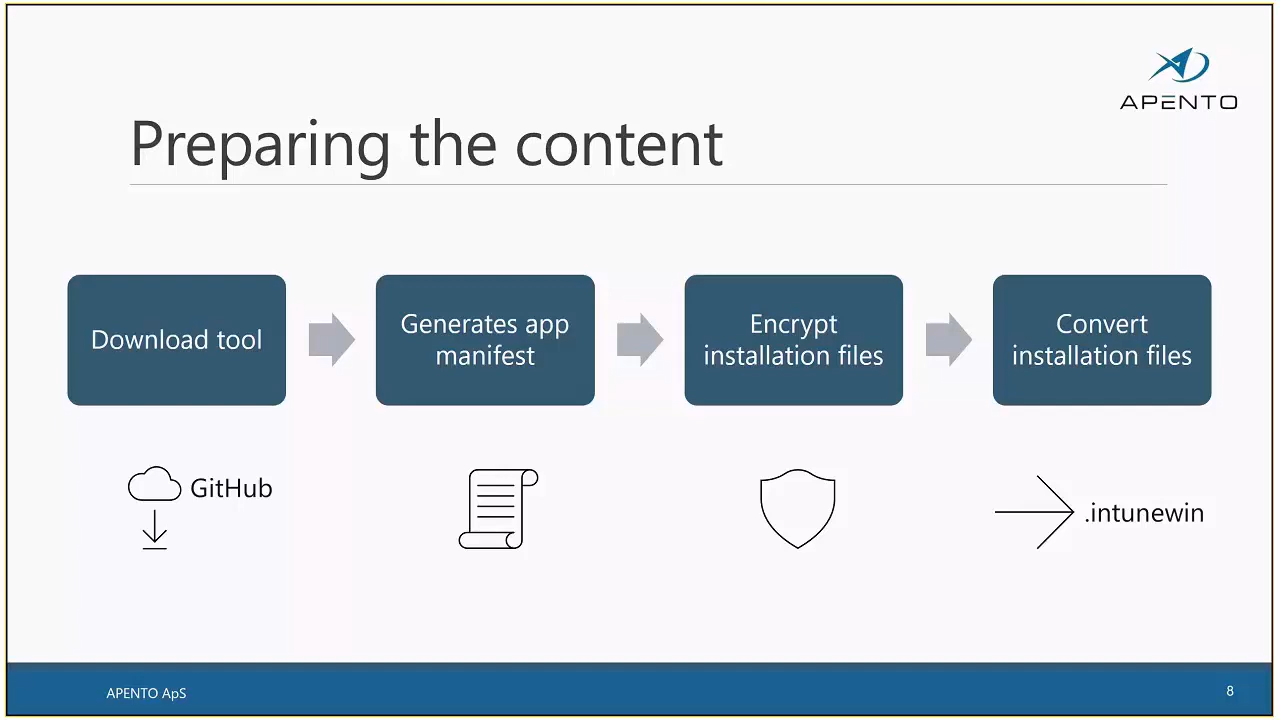 APENTO
Preparing the content
Download tool
Generates app
manifest
Encrypt
installation files
Convert
installation files
GitHub
.intunewin
APENTO ApS
8